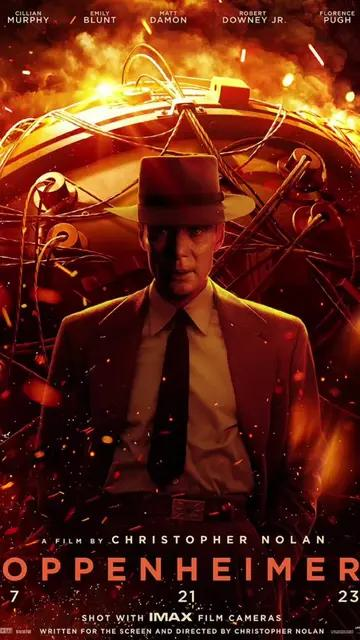 CILLIAN MURPHY
EMILY BLUNT
MATT DAMON
ROBERT DOWNEY JR.
FLORENCE PUGH
A FILM BY CHRISTOPHER NOLAN
OPPENHEIMER
7 21 23
SHOT WITH IMAX FILM CAMERAS
WRITTEN FOR THE SCREEN AND DIRECTED BY CHRISTOPHER NOLAN